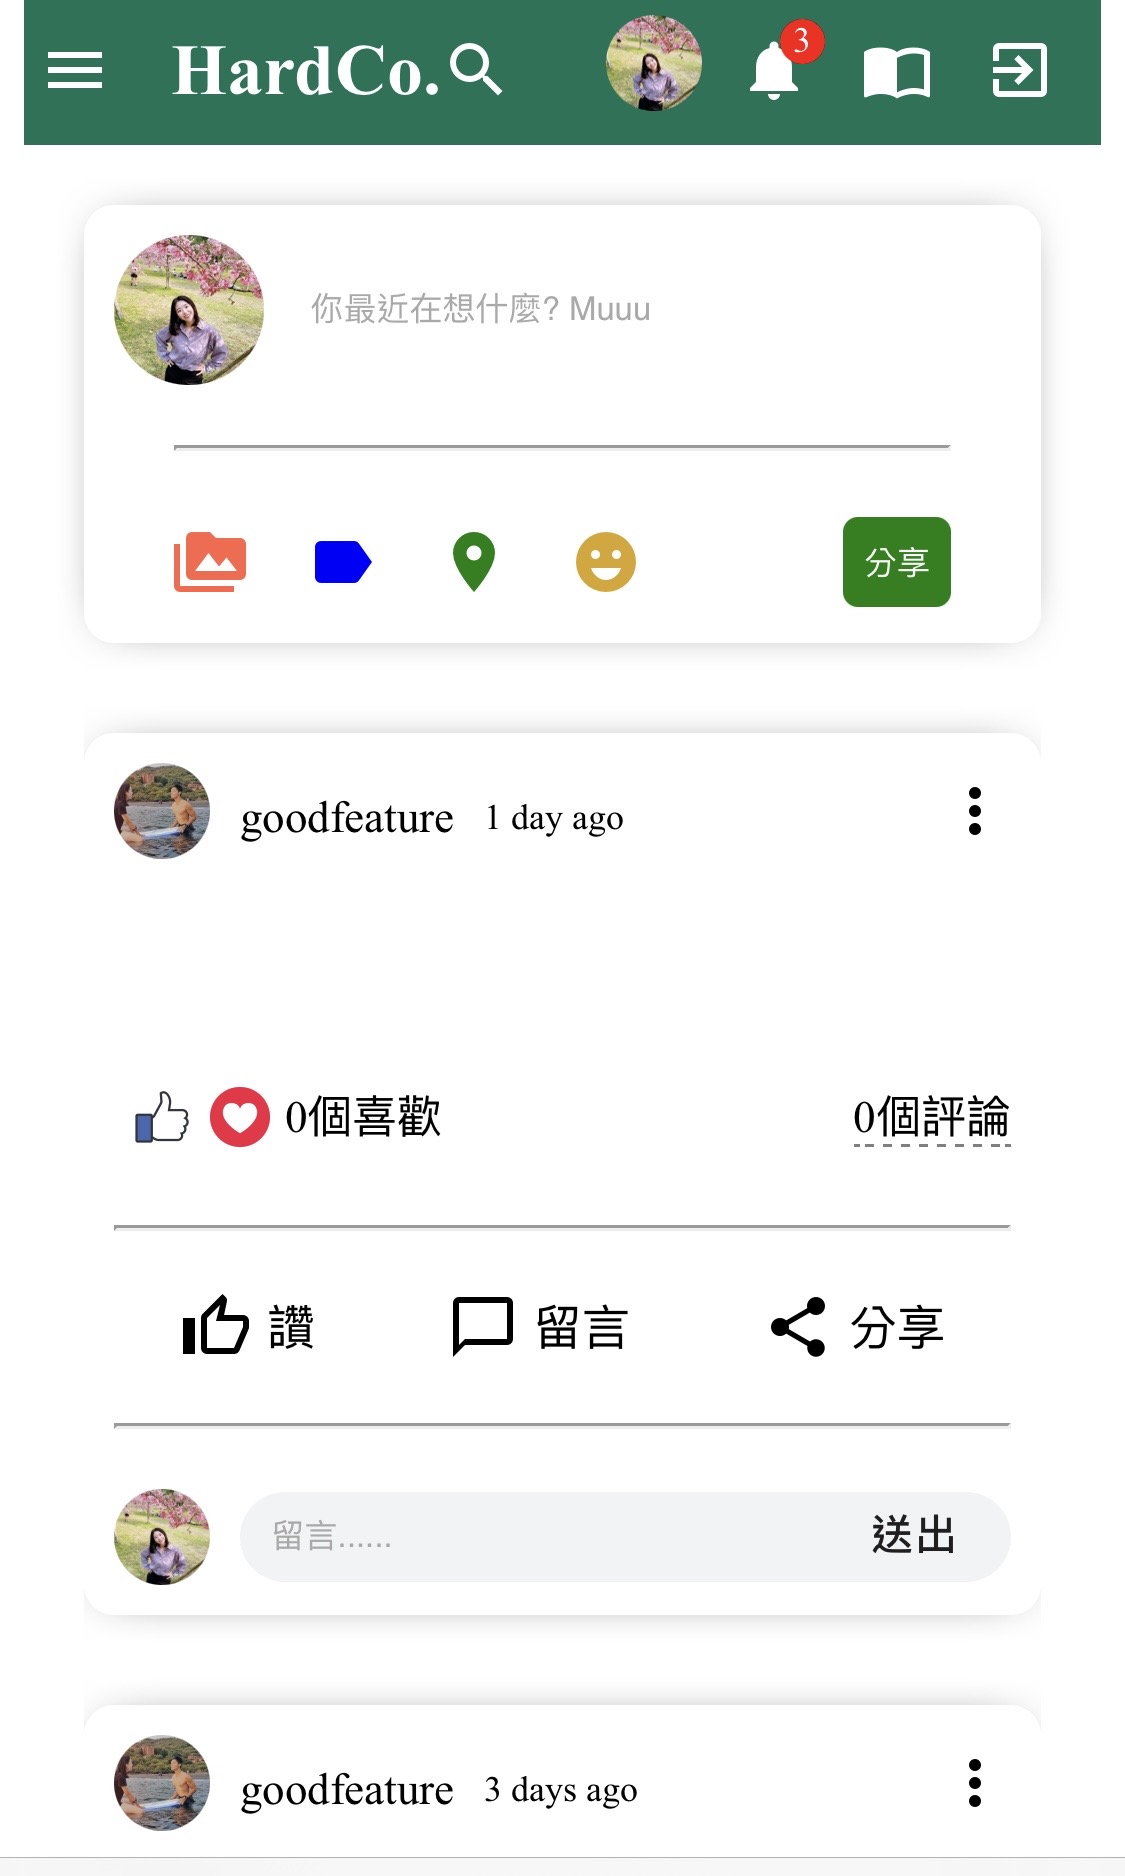 HardCo.
3
你最近在想什麼? Muuu
分享
goodfeature 1 day ago
0個喜歡 0個評論
讚 留言 分享
留言...... 送出
goodfeature 3 days ago